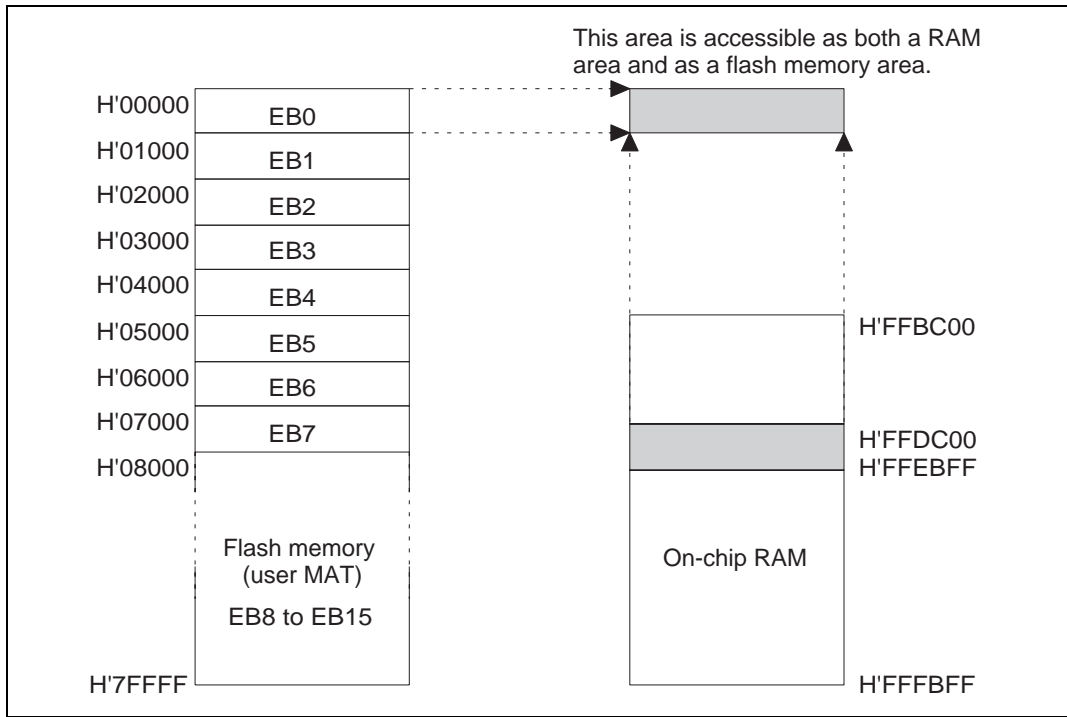 This area is accessible as both a RAM
area and as a flash memory area.
H'00000
EB0
H'01000
EB1
H'02000
EB2
H'03000
EB3
H'04000
EB4
H'05000
EB5
H'06000
EB6
H'07000
EB7
H'08000
Flash memory
(user MAT)
EB8 to EB15
H'7FFFF
H'FFBC00
H'FFDC00
H'FFEBFF
On-chip RAM
H'FFFBFF